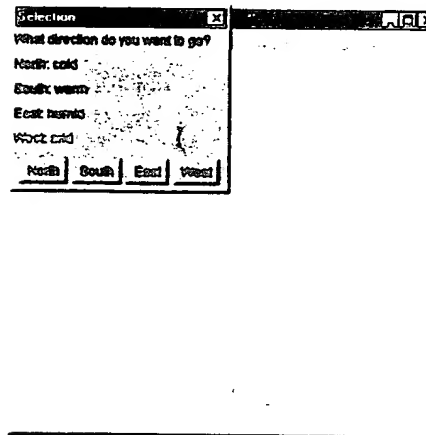 Selection
What direction do you want to go?
North: cold
South: warm
East: humid
West: arid
North South East West